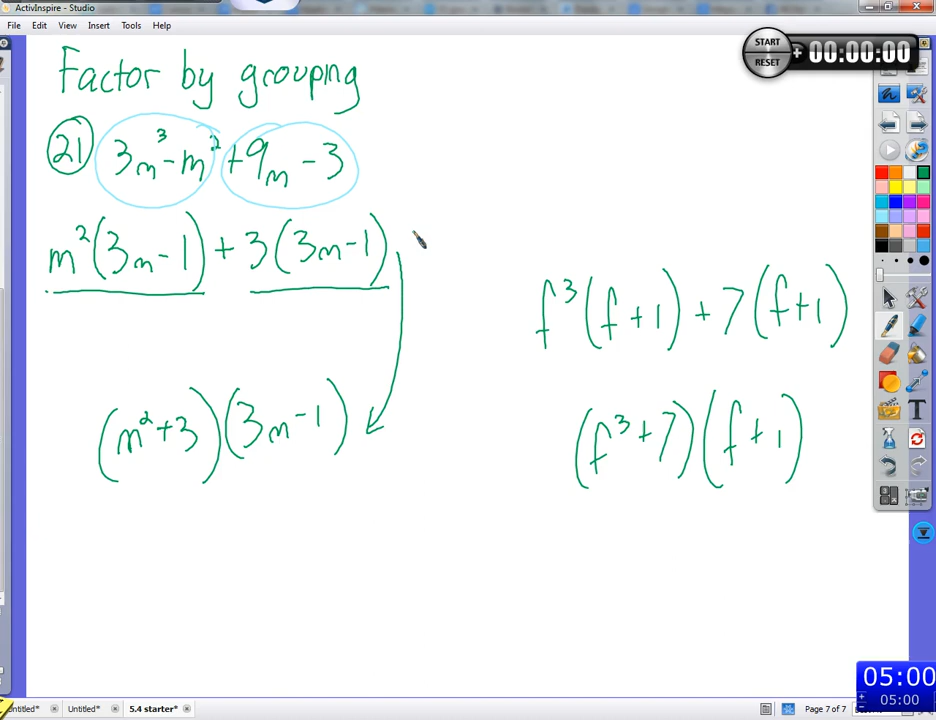 ActivInspire - Studio
File Edit View Insert Tools Help
START
RESET
+ 00:00:00
Factor by grouping
21 3m³-m² +9m -3
m²(3m-1) + 3(3m-1)
f³(f+1) + 7(f+1)
(m²+3)(3m-1)
(f³+7)(f+1)
05:00
05:00
ntitled* Untitled* 5.4 starter*
Page 7 of 7